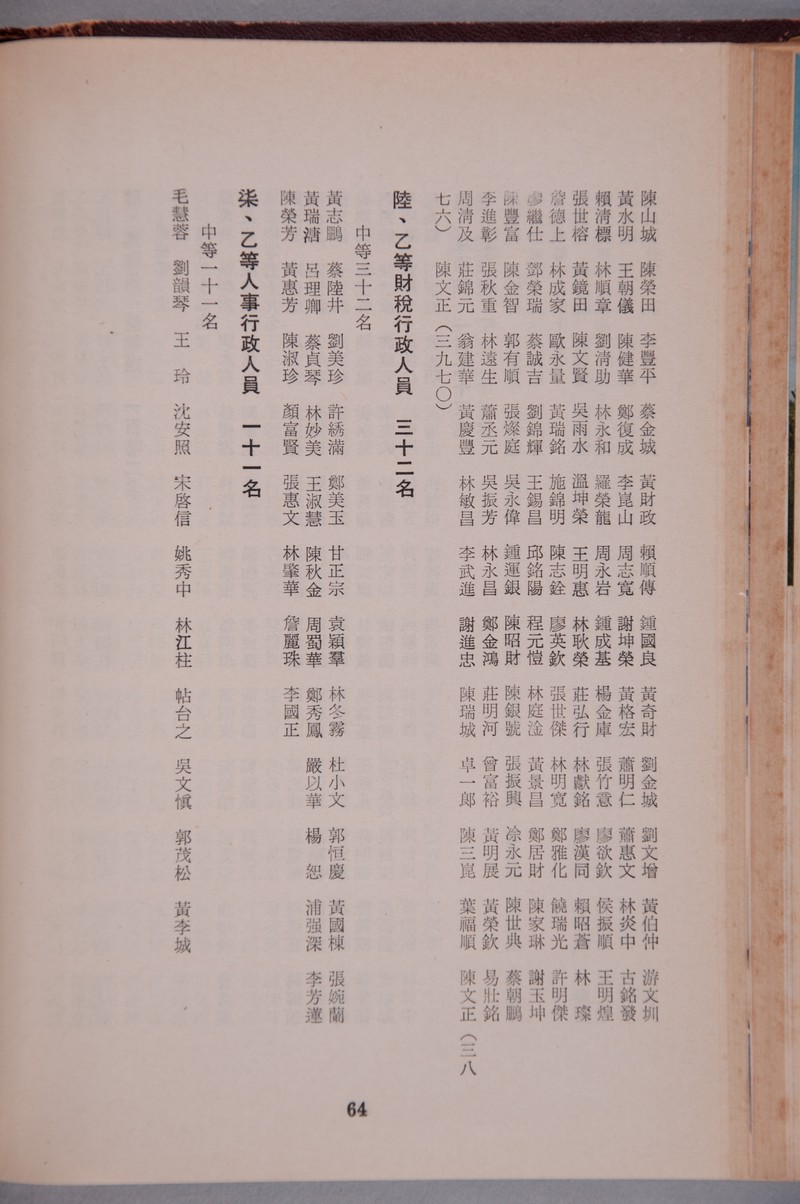 陳山城 陳榮田 李豐平 蔡金城 黃財政 賴順傳 鍾國良 黃奇財 劉金城 劉文增 黃伯仲 游文圳
黃水明 王朝儀 陳健華 鄭復成 李崑山 周志寬 謝坤榮 黃格宏 蕭明仁 蕭惠文 林炎中 古銘發
賴清標 林順章 劉清助 林永和 羅榮龍 周永岩 鍾成基 楊金庫 張竹意 廖欲欽 侯振順 王明煌
張世榕 黃鏡田 陳文賢 吳雨水 溫坤榮 王明惠 林耿榮 莊弘行 林獻銘 廖漢同 賴昭蒼 林 璨
詹德上 林成家 歐永量 黃瑞銘 施錦明 陳志銓 廖英欽 張世傑 林明寬 鄭雅化 饒瑞光 許明傑
廖繼仕 鄧榮瑞 蔡誠吉 劉錦輝 王錫昌 邱銘陽 程元愷 林庭淦 黃景昌 鄭居財 陳家琳 謝玉坤
陳豐富 陳金智 郭有順 張燦庭 吳永偉 鍾運銀 陳昭財 陳銀號 張振興 涂永元 陳世典 蔡朝鵬
李進彰 張秋重 林遠生 蕭丞元 吳振芳 林永昌 鄭金鴻 莊明河 曾富裕 黃明展 黃榮欽 易壯銘
周清及 莊錦元 翁建華 黃慶豐 林敏昌 李武進 謝進忠 陳瑞城 卓一郎 陳三崑 葉福順 陳文正（三八
七六） 陳文正（三九七〇）
陸、乙等財稅行政人員 三十二名
中等三十二名
黃志鵬 蔡陸井 劉美珍 許綉滿 鄭美玉 甘正宗 袁穎羣 林冬霧 杜小文 郭恒慶 黃國棟 張婉蘭
黃瑞溏 呂理卿 蔡貞琴 林妙美 王淑慧 陳秋金 周蜀華 鄭秀鳳 嚴以華 楊 恕 浦强深 李芳蓮
陳榮芳 黃惠芳 陳淑珍 顏富賢 張惠文 林肇華 詹麗珠 李國正
柒、乙等人事行政人員 一十一名
中等一十一名
毛慧蓉 劉韻琴 王 玲 沈安照 宋啓信 姚秀中 林江柱 帖台之 吳文愼 郭茂松 黃李城
64